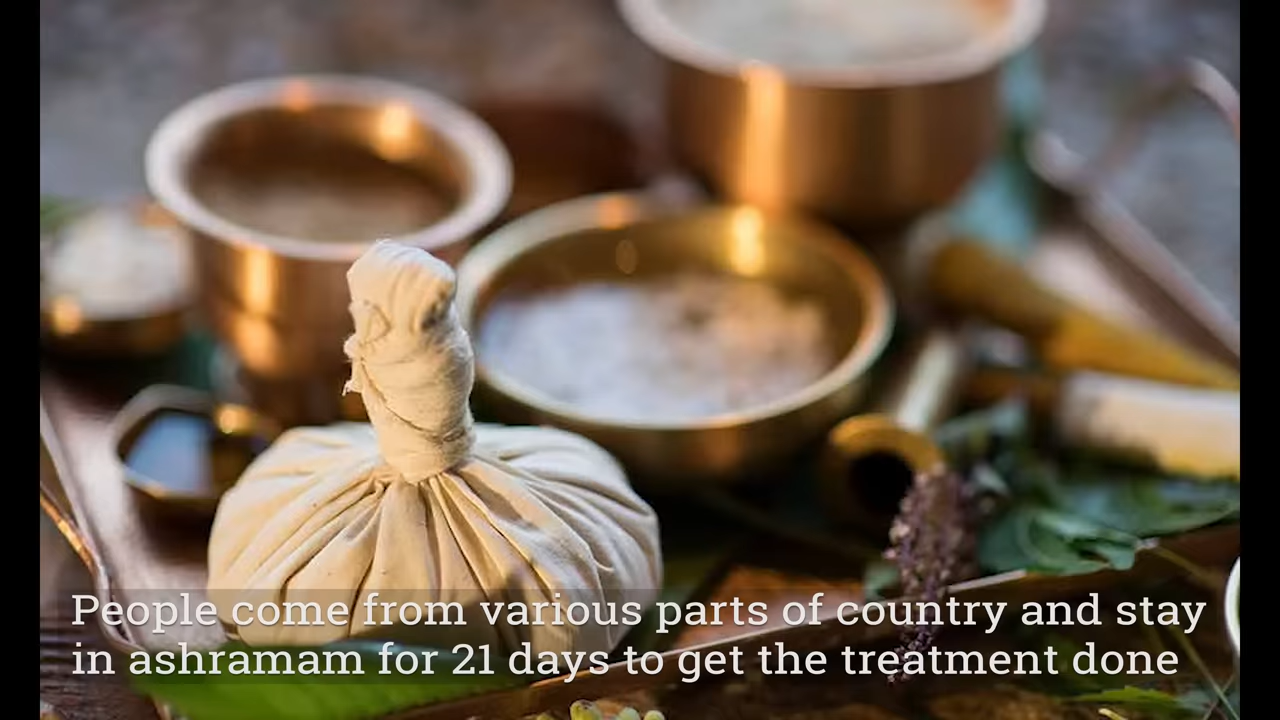 People come from various parts of country and stay
in ashramam for 21 days to get the treatment done